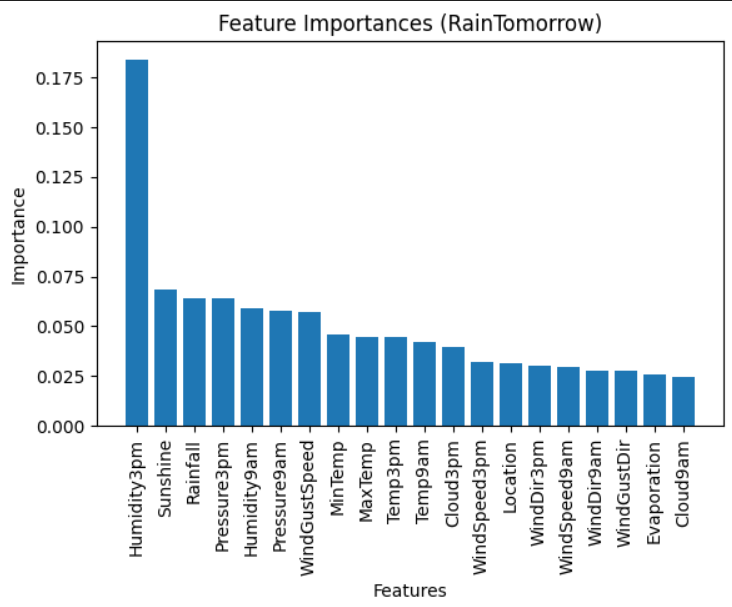 Feature Importances (RainTomorrow)
0.175
0.150
0.125
0.100
0.075
0.050
0.025
0.000
Importance
Humidity3pm
Sunshine
Rainfall
Pressure3pm
Humidity9am
Pressure9am
WindGustSpeed
MinTemp
MaxTemp
Temp3pm
Temp9am
Cloud3pm
WindSpeed3pm
Location
WindDir3pm
WindSpeed9am
WindDir9am
WindGustDir
Evaporation
Cloud9am
Features